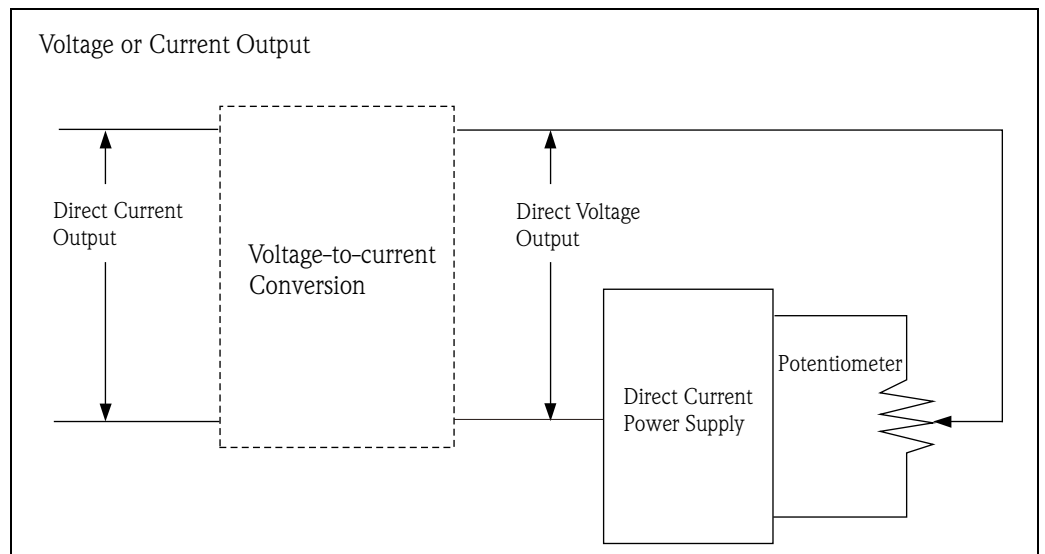 Voltage or Current Output
Direct Current
Output
Voltage-to-current
Conversion
Direct Voltage
Output
Potentiometer
Direct Current
Power Supply